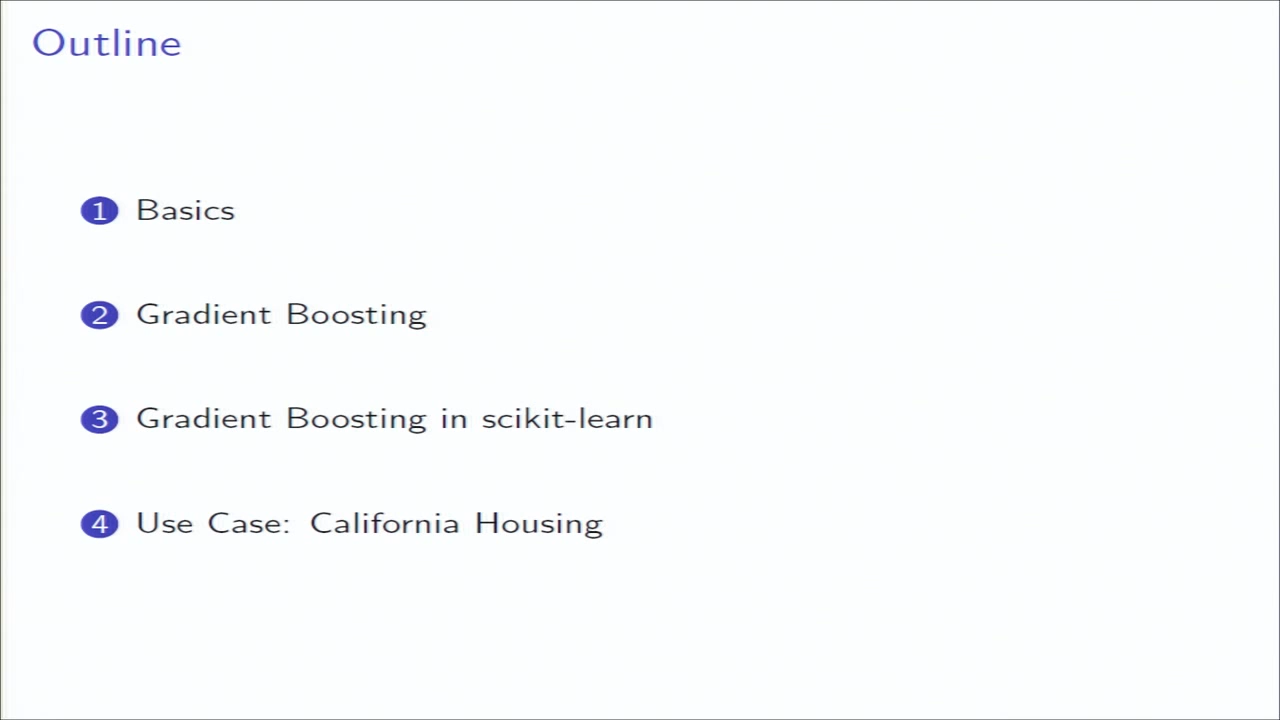 Outline
1 Basics
2 Gradient Boosting
3 Gradient Boosting in scikit-learn
4 Use Case: California Housing